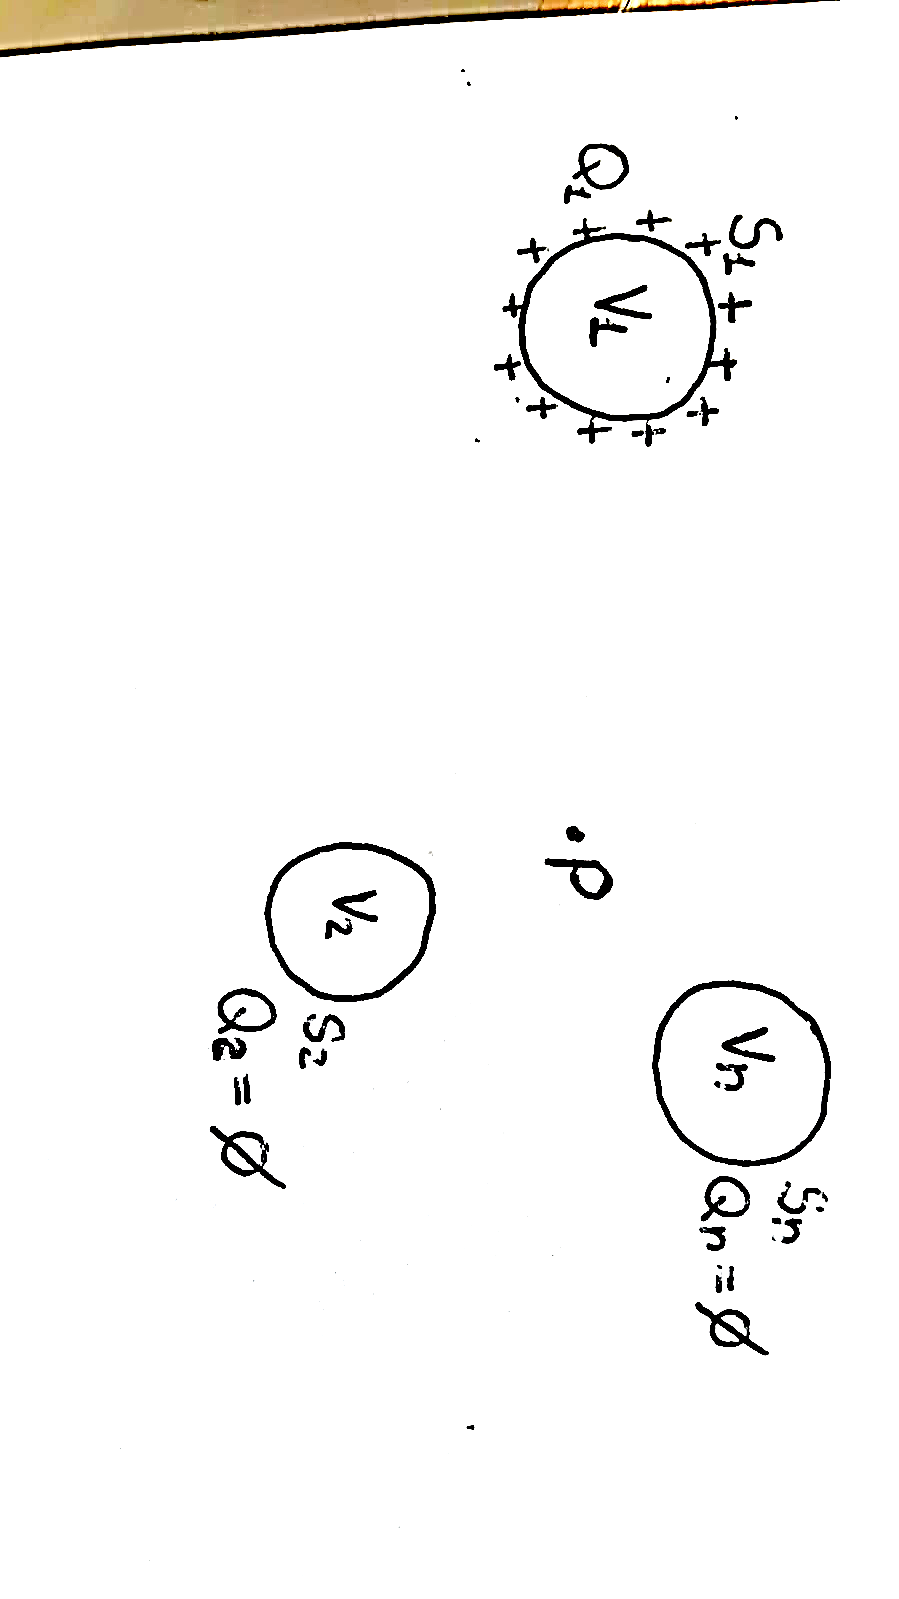 Q1
S1
V1
.P
V2
S2
Q2 = ∅
Vn
Sn
Qn = ∅